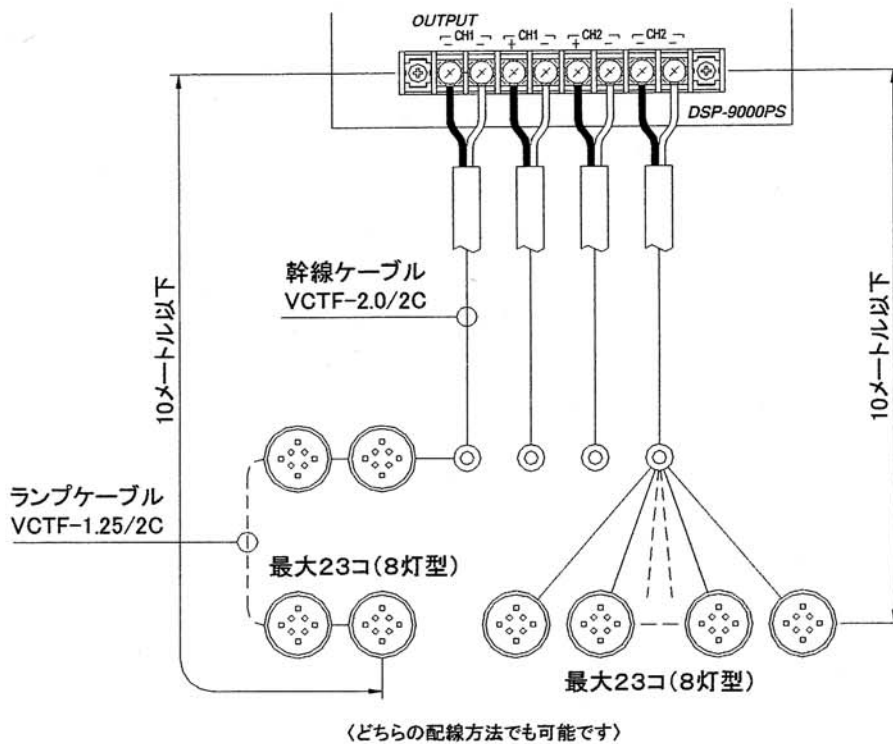 OUTPUT
CH1 CH1 CH2 CH2
- - + - + - - -
DSP-9000PS
10メートル以下
幹線ケーブル
VCTF-2.0/2C
10メートル以下
ランプケーブル
VCTF-1.25/2C
最大23コ(8灯型)
最大23コ(8灯型)
〈どちらの配線方法でも可能です〉